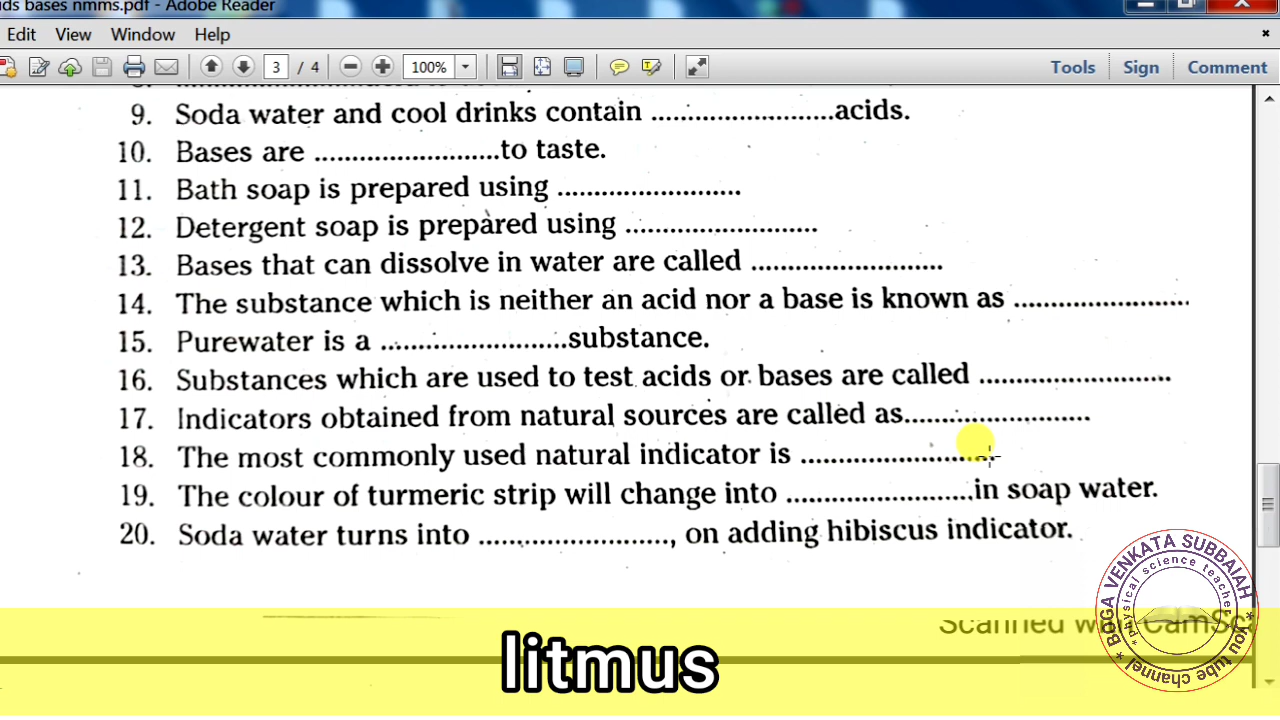 ds bases nmms.pdf - Adobe Reader
Edit View Window Help
3 / 4 100% Tools Sign Comment
9. Soda water and cool drinks contain .........................acids.
10. Bases are .........................to taste.
11. Bath soap is prepared using .........................
12. Detergent soap is prepared using .........................
13. Bases that can dissolve in water are called .........................
14. The substance which is neither an acid nor a base is known as .........................
15. Purewater is a .........................substance.
16. Substances which are used to test acids or bases are called .........................
17. Indicators obtained from natural sources are called as.........................
18. The most commonly used natural indicator is .........................
19. The colour of turmeric strip will change into .........................in soap water.
20. Soda water turns into ........................., on adding hibiscus indicator.
BOGA VENKATA SUBBAIAH
* physical science teacher *
* You tube channel *
Scanned with CamSca
litmus